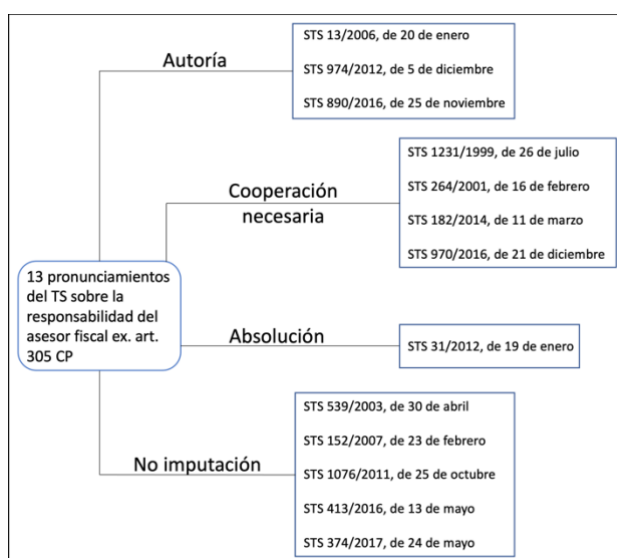 Autoría
STS 13/2006, de 20 de enero
STS 974/2012, de 5 de diciembre
STS 890/2016, de 25 de noviembre
Cooperación
necesaria
STS 1231/1999, de 26 de julio
STS 264/2001, de 16 de febrero
STS 182/2014, de 11 de marzo
STS 970/2016, de 21 de diciembre
13 pronunciamientos
del TS sobre la
responsabilidad del
asesor fiscal ex. art.
305 CP
Absolución
STS 31/2012, de 19 de enero
No imputación
STS 539/2003, de 30 de abril
STS 152/2007, de 23 de febrero
STS 1076/2011, de 25 de octubre
STS 413/2016, de 13 de mayo
STS 374/2017, de 24 de mayo